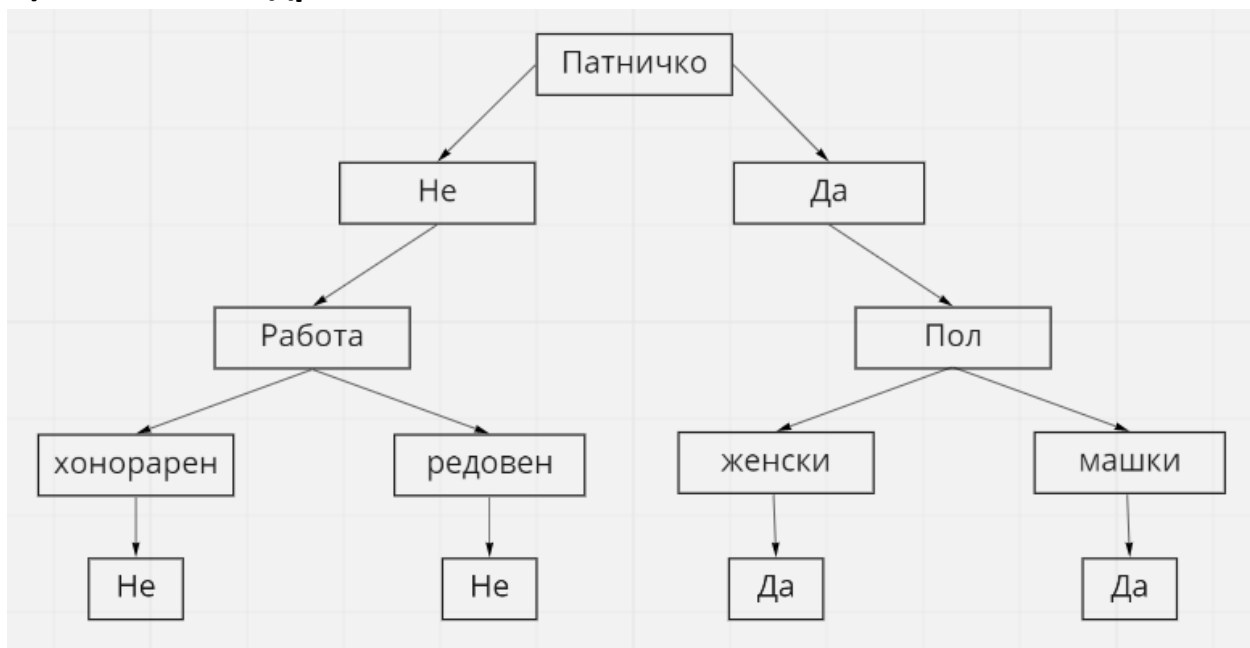 Патничко
Не
Да
Работа
Пол
хонорарен
редовен
женски
машки
Не
Не
Да
Да